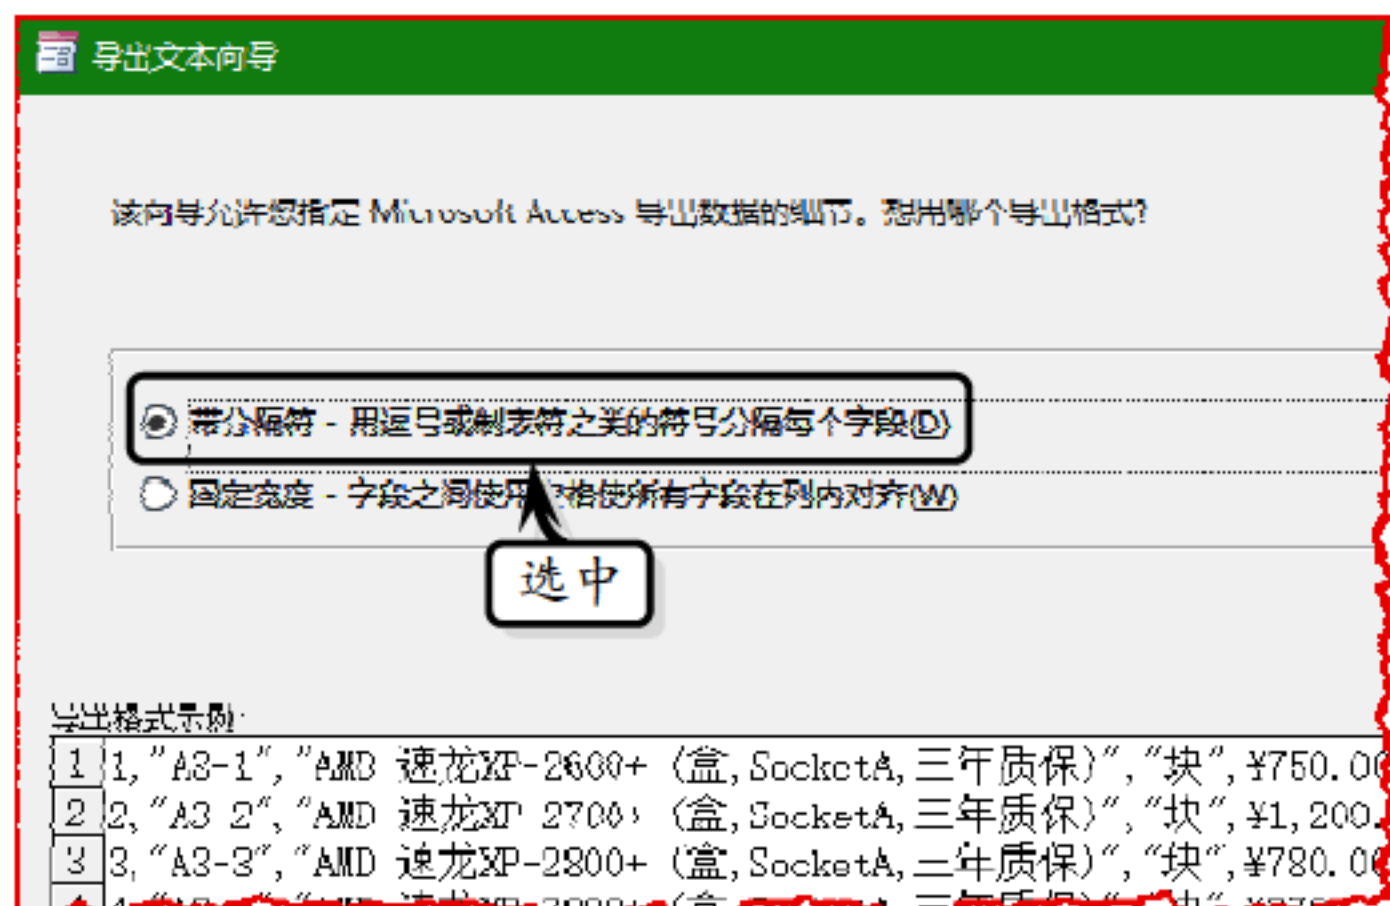 导出文本向导
该向导允许您指定 Microsoft Access 导出数据的细节。想用哪个导出格式?
带分隔符 - 用逗号或制表符之类的符号分隔每个字段(D)
固定宽度 - 字段之间使用空格使所有字段在列内对齐(W)
选中
导出格式示例:
1 1,"A3-1","AMD 速龙XP-2600+ (盒,SocketA,三年质保)","块",¥750.00
2 2,"A3-2","AMD 速龙XP-2700+ (盒,SocketA,三年质保)","块",¥1,200.
3 3,"A3-3","AMD 速龙XP-2800+ (盒,SocketA,三年质保)","块",¥780.00